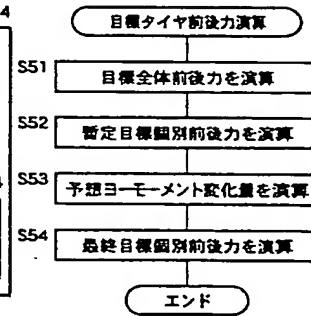 4
目標タイヤ前後力演算
S51
目標全体前後力を演算
S52
暫定目標個別前後力を演算
S53
予想ヨーモーメント変化量を演算
S54
最終目標個別前後力を演算
エンド